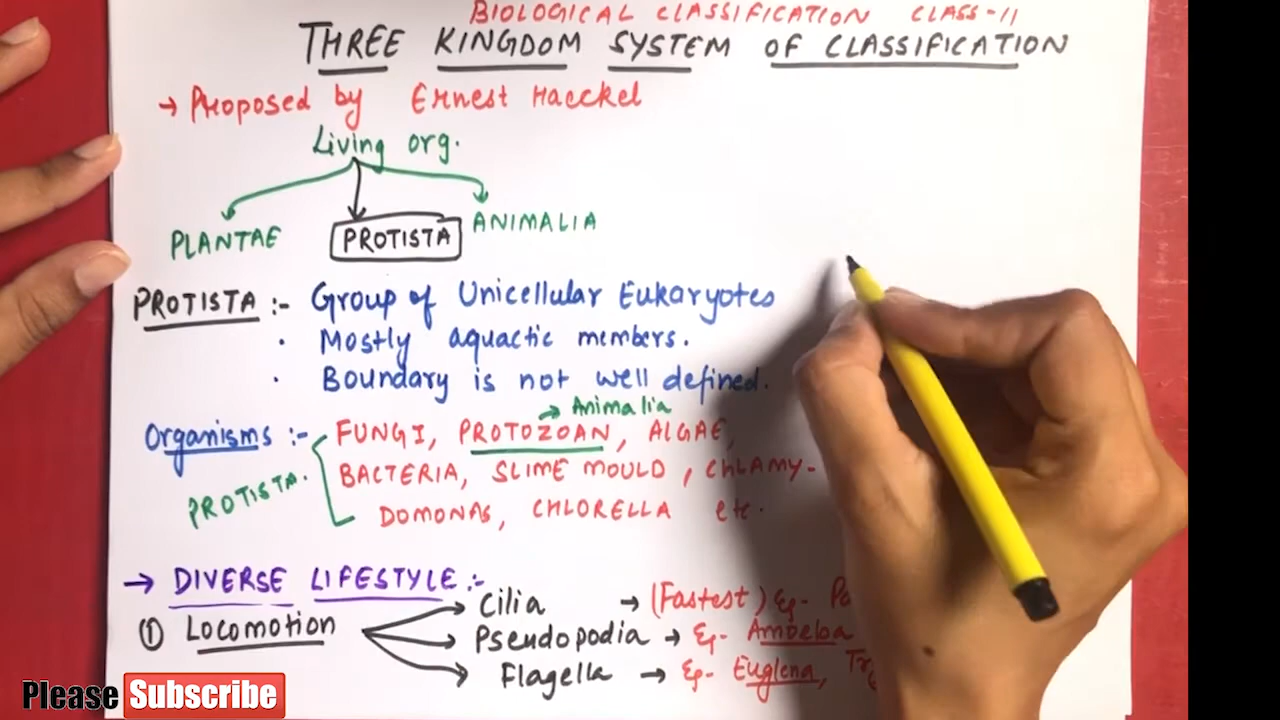 BIOLOGICAL CLASSIFICATION CLASS-11
THREE KINGDOM SYSTEM OF CLASSIFICATION
→ Proposed by Ernest Haeckel
Living org.
PLANTAE PROTISTA ANIMALIA
PROTISTA :- Group of Unicellular Eukaryotes
· Mostly aquactic members.
· Boundary is not well defined.
→ Animalia
Organisms :- FUNGI, PROTOZOAN, ALGAE,
PROTISTA. BACTERIA, SLIME MOULD, CHLAMY-
DOMONAS, CHLORELLA etc.
→ DIVERSE LIFESTYLE :-
① Locomotion
Cilia → (Fastest) Eg-
Pseudopodia → Eg- Amoeba
Flagella → Eg- Euglena,
Please Subscribe